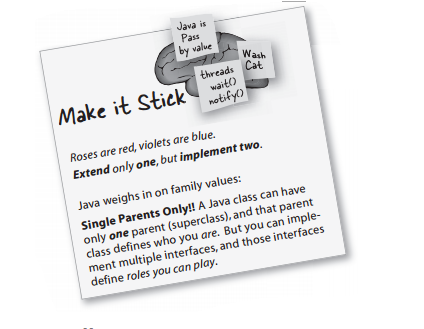 Java is
Pass
by value
Wash
Cat
threads
wait()
notify()
Make it Stick
Roses are red, violets are blue.
Extend only one, but implement two.
Java weighs in on family values:
Single Parents Only!! A Java class can have
only one parent (superclass), and that parent
class defines who you are. But you can imple-
ment multiple interfaces, and those interfaces
define roles you can play.